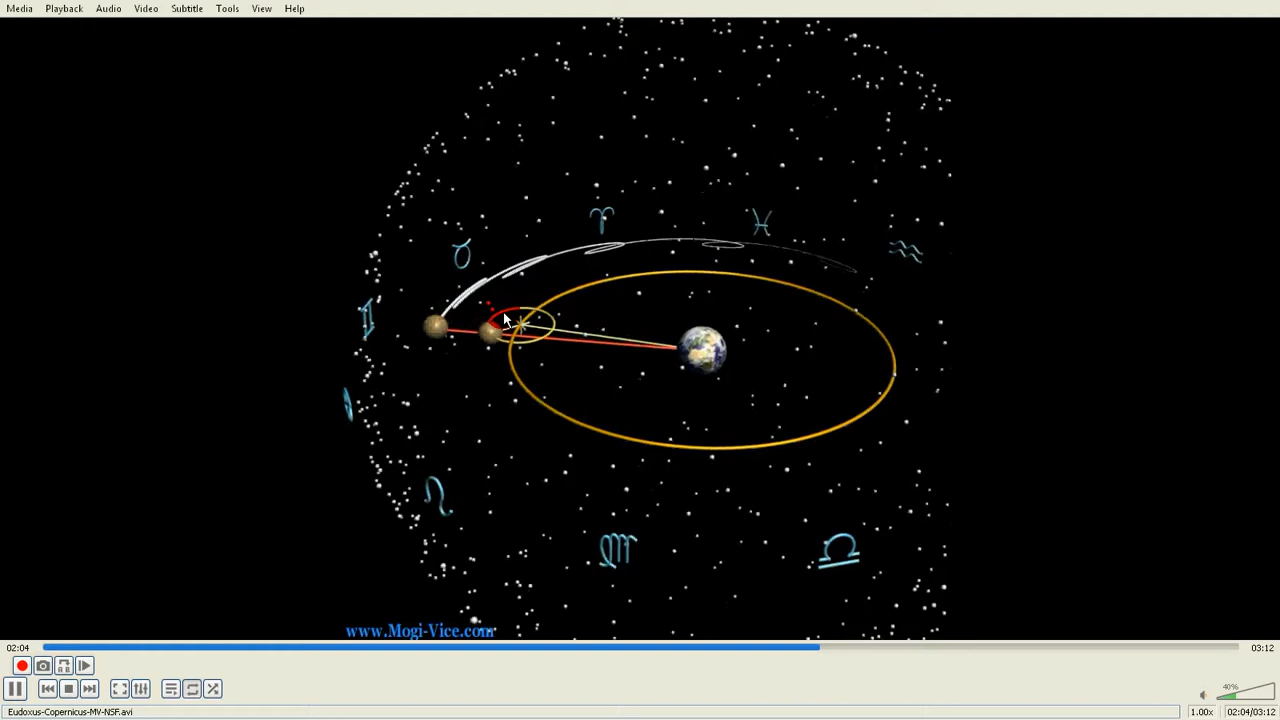 Media Playback Audio Video Subtitle Tools View Help
♈ ♓
♉ ♒
♊
♌
♍ ♎
www.Mogi-Vice.com
02:04 03:12
40%
Eudoxus-Copernicus-MV-NSF.avi 1.00x 02:04/03:12